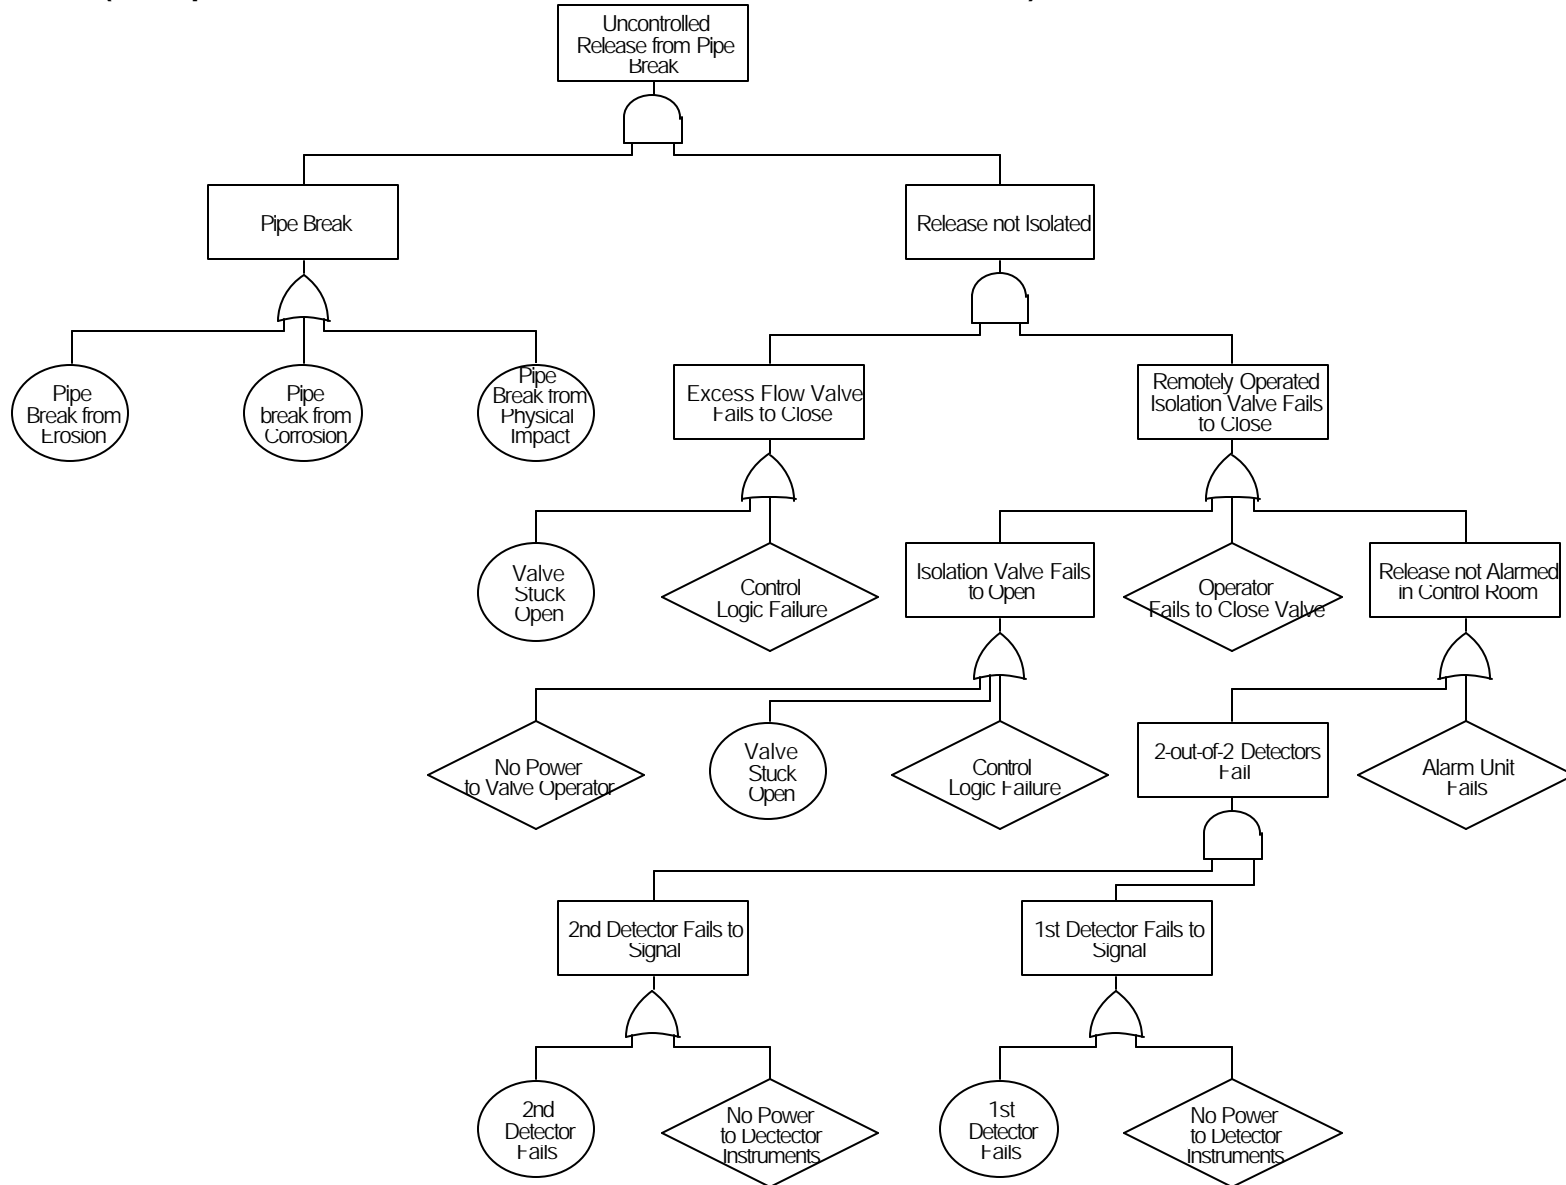 Uncontrolled
Release from Pipe
Break
Pipe Break
Release not Isolated
Pipe
Break from
Erosion
Pipe
break from
Corrosion
Pipe
Break from
Physical
Impact
Excess Flow Valve
Fails to Close
Remotely Operated
Isolation Valve Fails
to Close
Valve
Stuck
Open
Control
Logic Failure
Isolation Valve Fails
to Open
Operator
Fails to Close Valve
Release not Alarmed
in Control Room
No Power
to Valve Operator
Valve
Stuck
Open
Control
Logic Failure
2-out-of-2 Detectors
Fail
Alarm Unit
Fails
2nd Detector Fails to
Signal
1st Detector Fails to
Signal
2nd
Detector
Fails
No Power
to Dectector
Instruments
1st
Detector
Fails
No Power
to Detector
Instruments